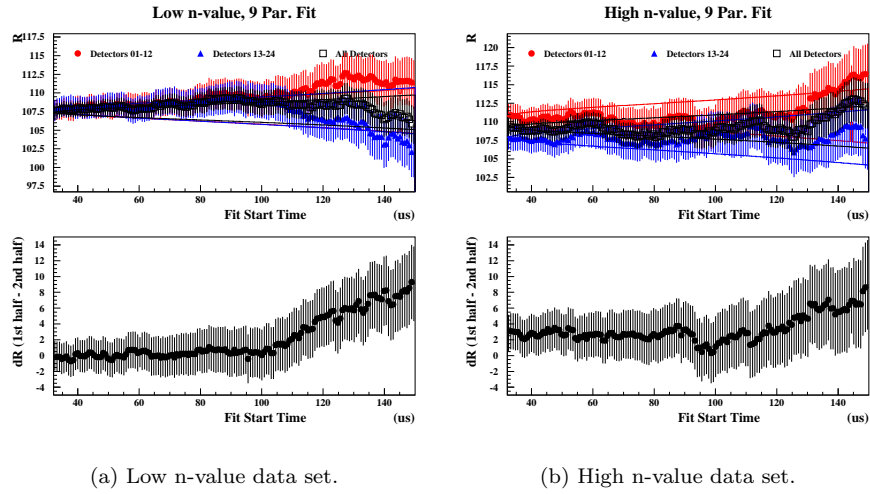 Low n-value, 9 Par. Fit
R
117.5
115
112.5
110
107.5
105
102.5
100
97.5
Detectors 01-12
Detectors 13-24
All Detectors
40 60 80 100 120 140
Fit Start Time (us)
dR (1st half - 2nd half)
14
12
10
8
6
4
2
0
-2
-4
40 60 80 100 120 140
Fit Start Time (us)
High n-value, 9 Par. Fit
R
120
117.5
115
112.5
110
107.5
105
102.5
Detectors 01-12
Detectors 13-24
All Detectors
40 60 80 100 120 140
Fit Start Time (us)
dR (1st half - 2nd half)
14
12
10
8
6
4
2
0
-2
-4
40 60 80 100 120 140
Fit Start Time (us)
(a) Low n-value data set.
(b) High n-value data set.